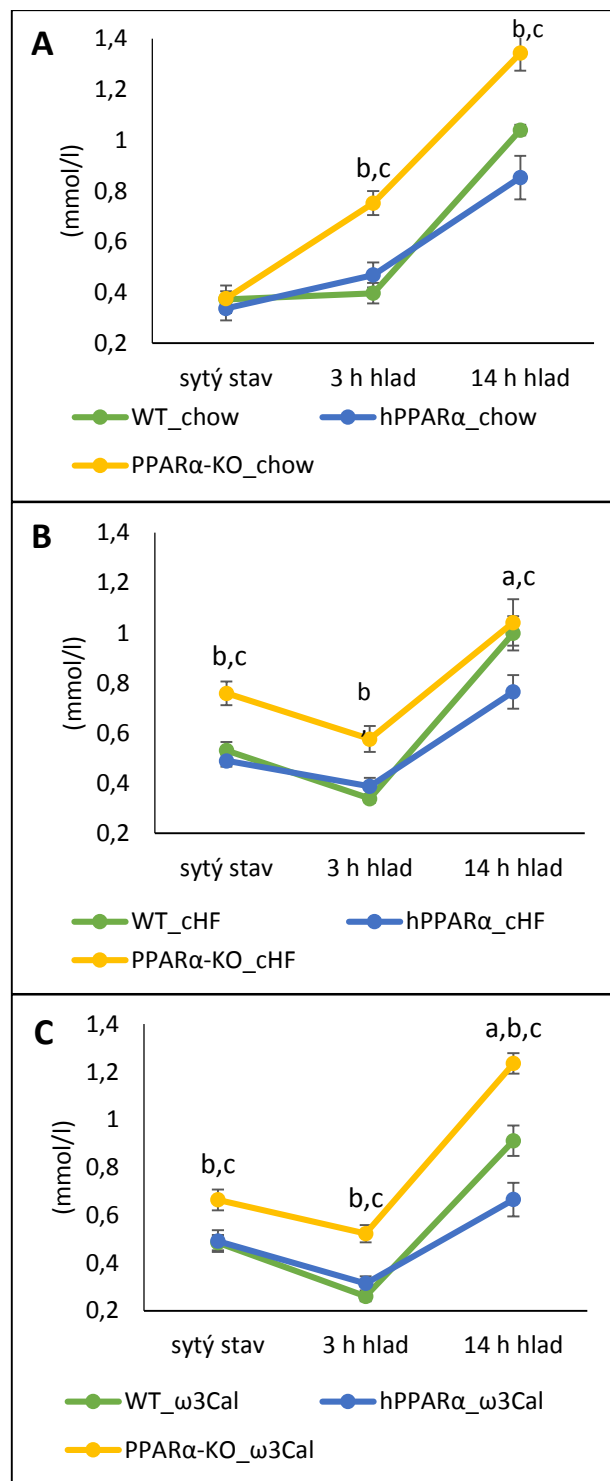 A
1,4
1,2
1
0,8
0,6
0,4
0,2
(mmol/l)
b,c
b,c
sytý stav 3 h hlad 14 h hlad
WT_chow hPPARα_chow
PPARα-KO_chow
B
1,4
1,2
1
0,8
0,6
0,4
0,2
(mmol/l)
b,c
b
,
a,c
sytý stav 3 h hlad 14 h hlad
WT_cHF hPPARα_cHF
PPARα-KO_cHF
C
1,4
1,2
1
0,8
0,6
0,4
0,2
(mmol/l)
b,c
b,c
a,b,c
sytý stav 3 h hlad 14 h hlad
WT_ω3Cal hPPARα_ω3Cal
PPARα-KO_ω3Cal